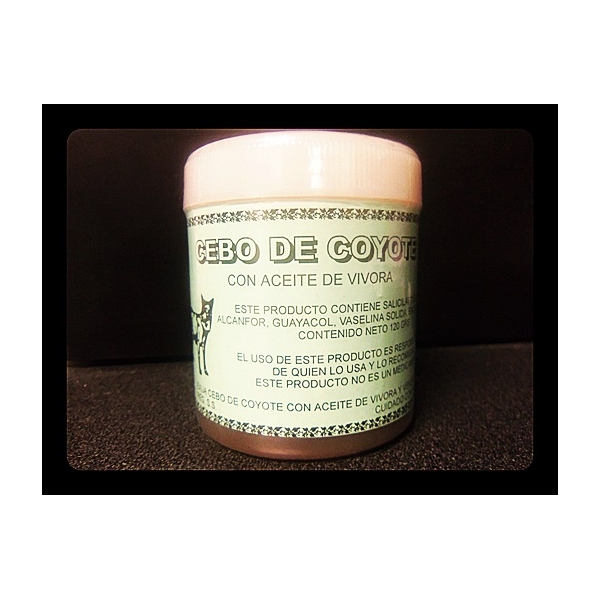 CEBO DE COYOTE
CON ACEITE DE VIVORA
ESTE PRODUCTO CONTIENE
ALCANFOR, GUAYACOL, VASELINA SOLIDA,
CONTENIDO NETO 120 GRS
EL USO DE ESTE PRODUCTO ES
DE QUIEN LO USA Y LO
ESTE PRODUCTO NO ES UN
CEBO DE COYOTE CON ACEITE DE VIVORA Y
S.S. CUIDADO